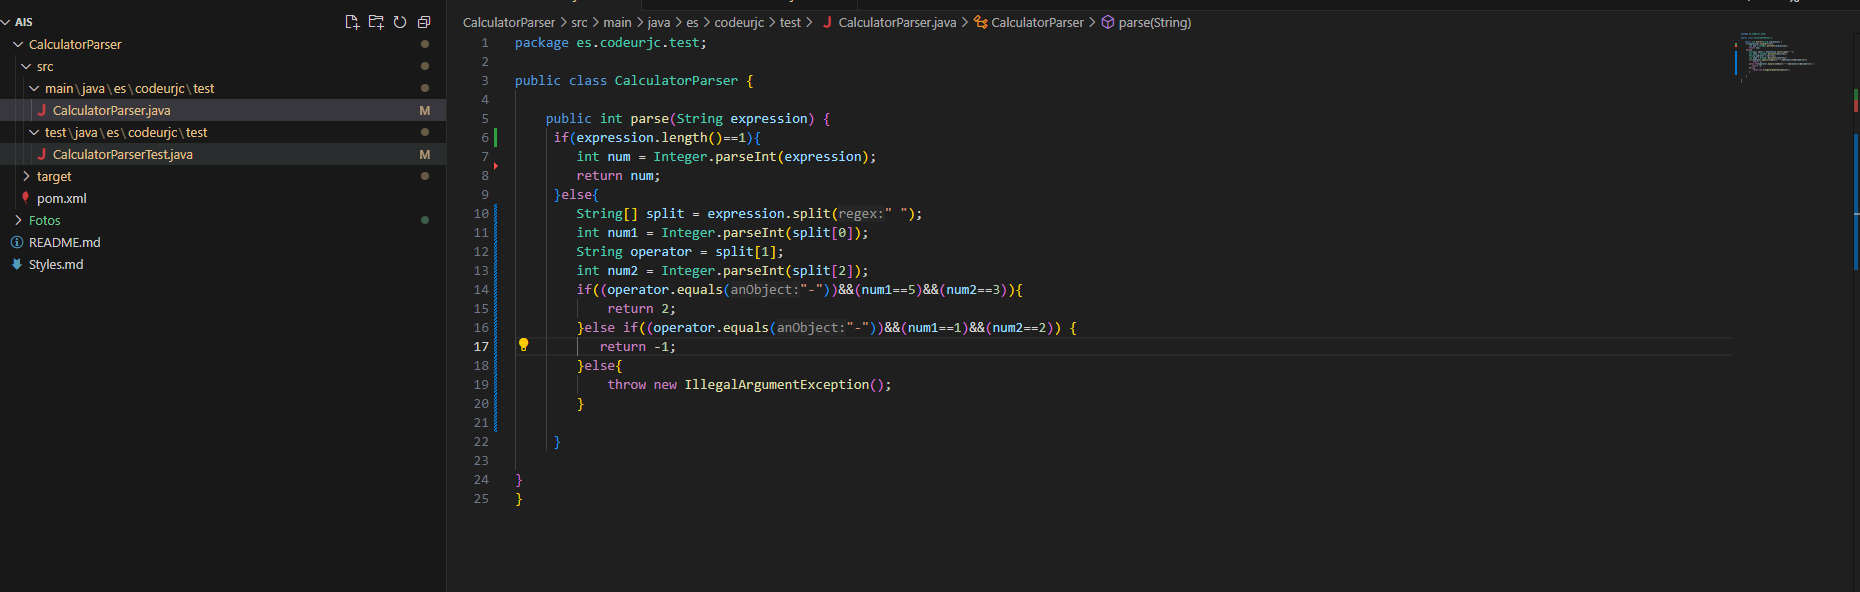 AIS
CalculatorParser
src
main\java\es\codeurjc\test
CalculatorParser.java M
test\java\es\codeurjc\test
CalculatorParserTest.java M
target
pom.xml
Fotos
README.md
Styles.md
CalculatorParser > src > main > java > es > codeurjc > test > CalculatorParser.java > CalculatorParser > parse(String)
1 package es.codeurjc.test;
2
3 public class CalculatorParser {
4
5 public int parse(String expression) {
6 if(expression.length()==1){
7 int num = Integer.parseInt(expression);
8 return num;
9 }else{
10 String[] split = expression.split(regex:" ");
11 int num1 = Integer.parseInt(split[0]);
12 String operator = split[1];
13 int num2 = Integer.parseInt(split[2]);
14 if((operator.equals(anObject:"-"))&&(num1==5)&&(num2==3)){
15 return 2;
16 }else if((operator.equals(anObject:"-"))&&(num1==1)&&(num2==2)) {
17 return -1;
18 }else{
19 throw new IllegalArgumentException();
20 }
21
22 }
23
24 }
25 }